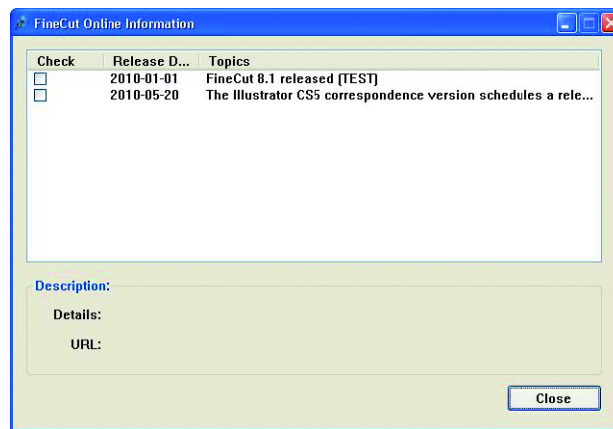 FineCut Online Information
Check Release D... Topics
2010-01-01 FineCut 8.1 released (TEST)
2010-05-20 The Illustrator CS5 correspondence version schedules a rele...
Description:
Details:
URL:
Close